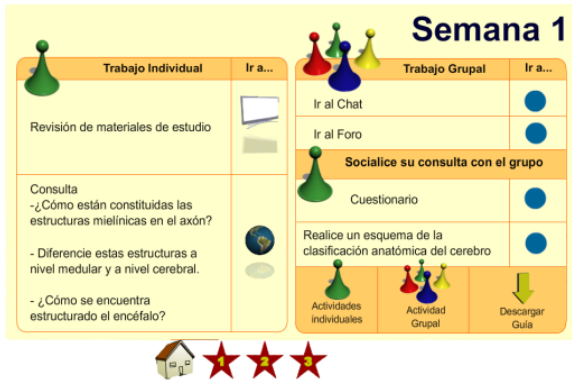 Semana 1
Trabajo Individual
Ir a...
Revisión de materiales de estudio
Consulta
-¿Cómo están constituidas las
estructuras mielínicas en el axón?
- Diferencie estas estructuras a
nivel medular y a nivel cerebral.
- ¿Cómo se encuentra
estructurado el encéfalo?
Trabajo Grupal
Ir a...
Ir al Chat
Ir al Foro
Socialice su consulta con el grupo
Cuestionario
Realice un esquema de la
clasificación anatómica del cerebro
Actividades
individuales
Actividad
Grupal
Descargar
Guía
1
2
3